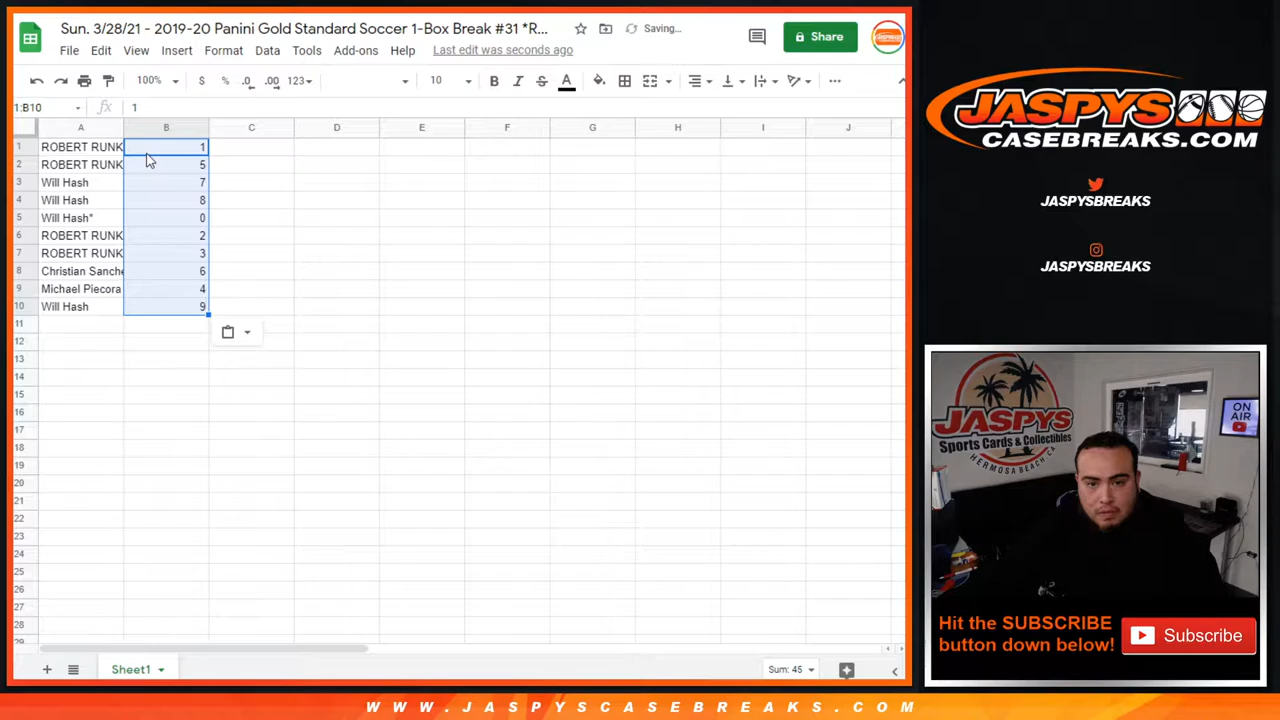 Sun. 3/28/21 - 2019-20 Panini Gold Standard Soccer 1-Box Break #31 *R...
Saving...
File Edit View Insert Format Data Tools Add-ons Help Last edit was seconds ago
Share
100% $ % .0 .00 123 10 B I S A
1:B10 fx 1
A B C D E F G H I J
1 ROBERT RUNK 1
2 ROBERT RUNK 5
3 Will Hash 7
4 Will Hash 8
5 Will Hash* 0
6 ROBERT RUNK 2
7 ROBERT RUNK 3
8 Christian Sanche 6
9 Michael Piecora 4
10 Will Hash 9
11
12
13
14
15
16
17
18
19
20
21
22
23
24
25
26
27
28
29
Sheet1
Sum: 45
JASPYS
CASEBREAKS.COM
JASPYSBREAKS
JASPYSBREAKS
JASPYS
Sports Cards & Collectibles
HERMOSA BEACH, CA
ON
AIR
Hit the SUBSCRIBE
button down below!
Subscribe
WWW.JASPYSCASEBREAKS.COM